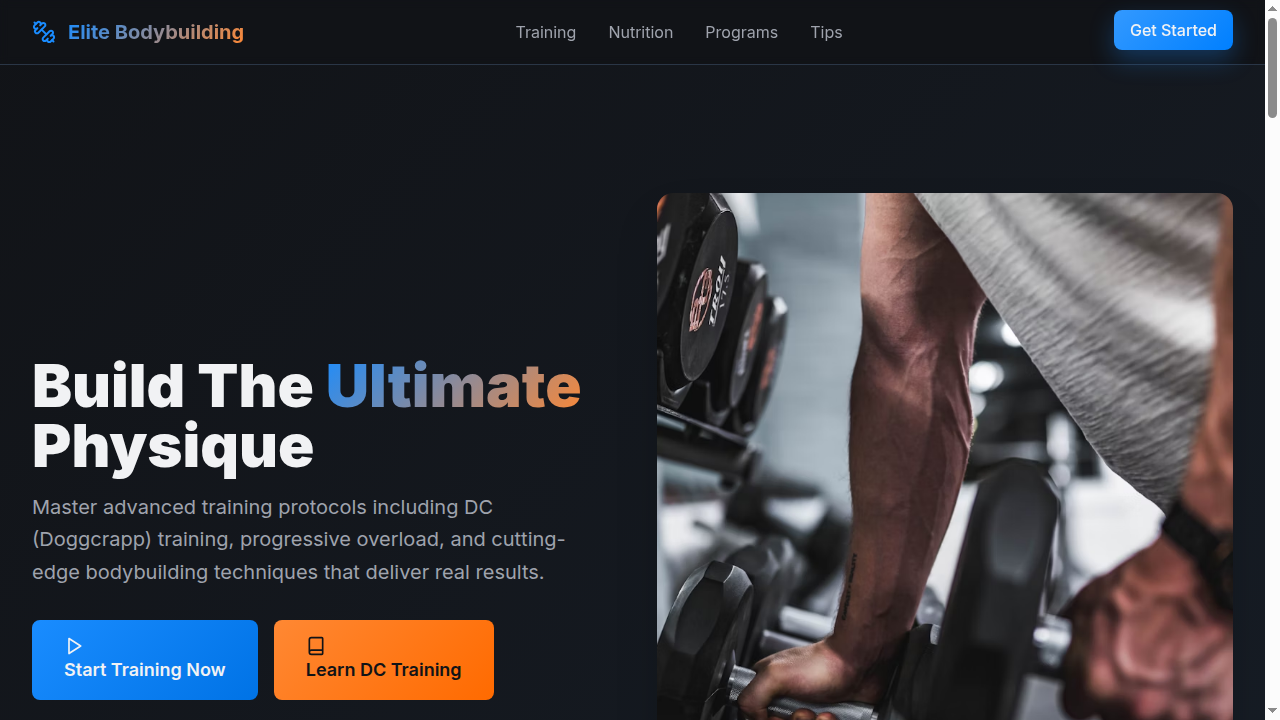 Elite Bodybuilding
Training
Nutrition
Programs
Tips
Get Started
Build The Ultimate
Physique
Master advanced training protocols including DC
(Doggcrapp) training, progressive overload, and cutting-
edge bodybuilding techniques that deliver real results.
Start Training Now
Learn DC Training
IRON